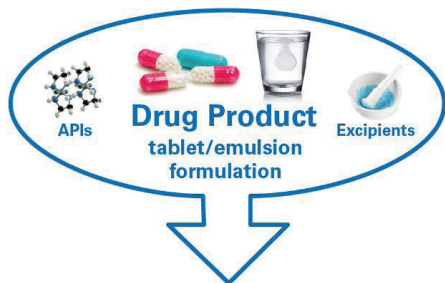 Drug Product
APIs
tablet/emulsion
Excipients
formulation